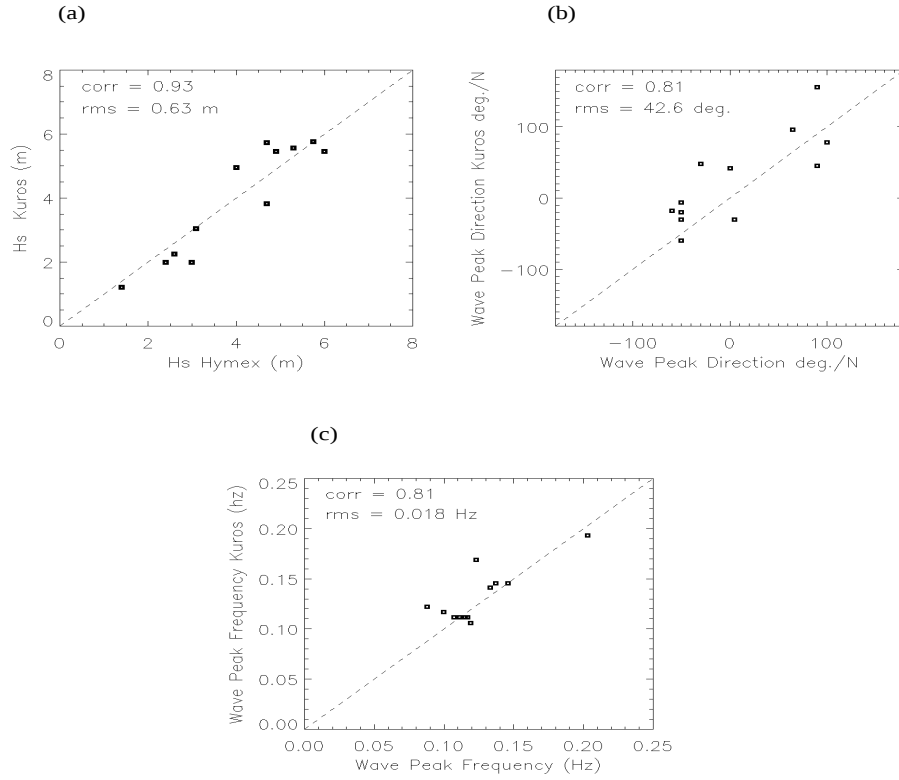 (a)
corr = 0.93
rms = 0.63 m
8
6
4
2
0
Hs Kuros (m)
0 2 4 6 8
Hs Hymex (m)
(b)
corr = 0.81
rms = 42.6 deg.
100
0
−100
Wave Peak Direction Kuros deg./N
−100 0 100
Wave Peak Direction deg./N
(c)
corr = 0.81
rms = 0.018 Hz
0.25
0.20
0.15
0.10
0.05
0.00
Wave Peak Frequency Kuros (hz)
0.00 0.05 0.10 0.15 0.20 0.25
Wave Peak Frequency (Hz)